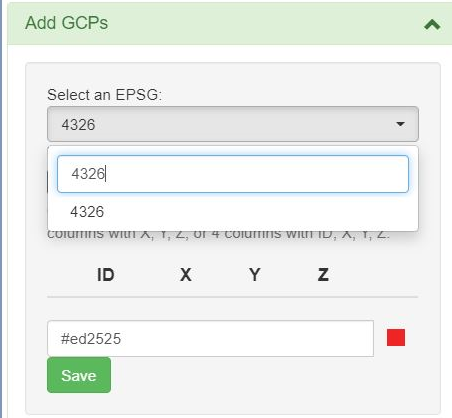 Add GCPs
Select an EPSG:
4326
4326
4326
columns with X, Y, Z, or 4 columns with ID, X, Y, Z.
ID X Y Z
#ed2525
Save